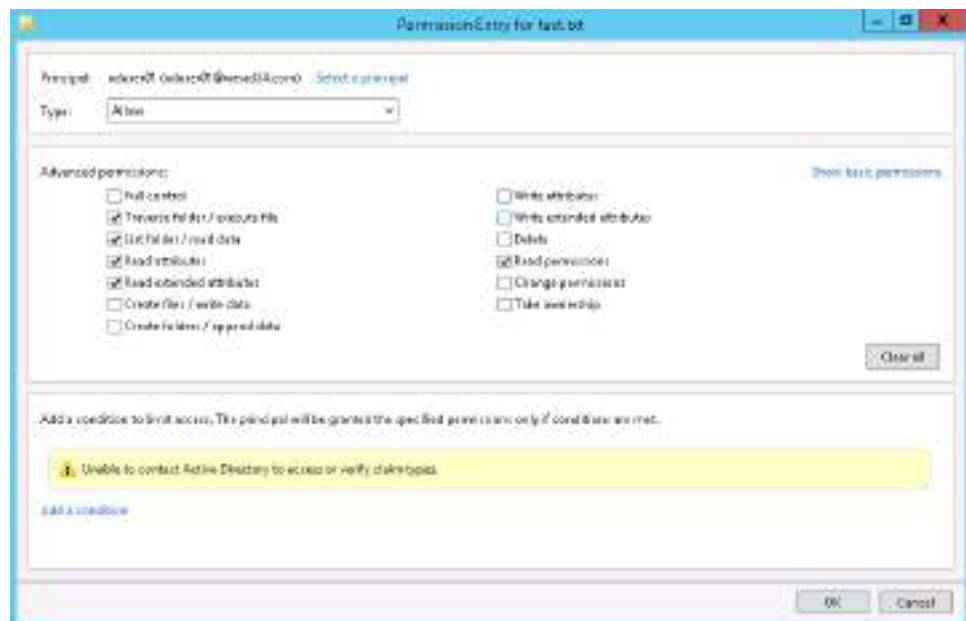 Permission Entry for test.txt
Principal: Select a principal
Type: Allow
Advanced permissions: Show basic permissions
Full control
Write attributes
Traverse folder / execute file
Write extended attributes
List folder / read data
Delete
Read attributes
Read permissions
Read extended attributes
Change permissions
Create files / write data
Take ownership
Create folders / append data
Clear all
Add a condition to limit access. The principal will be granted the specified permissions only if conditions are met.
Unable to contact Active Directory to access or verify claim types.
Add a condition
OK Cancel